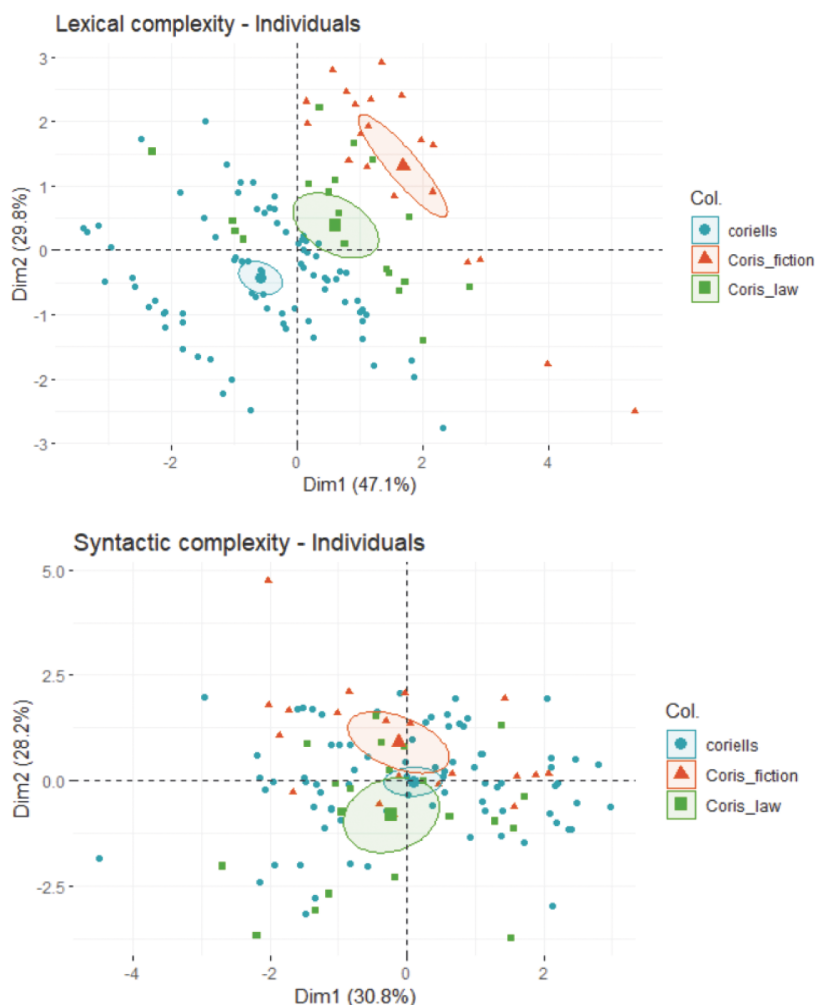 Lexical complexity - Individuals
3
2
1
0
-1
-2
-3
Dim2 (29.8%)
-2
0
2
4
Dim1 (47.1%)
Col.
coriells
Coris_fiction
Coris_law
Syntactic complexity - Individuals
5.0
2.5
0.0
-2.5
Dim2 (28.2%)
-4
-2
0
2
Dim1 (30.8%)
Col.
coriells
Coris_fiction
Coris_law